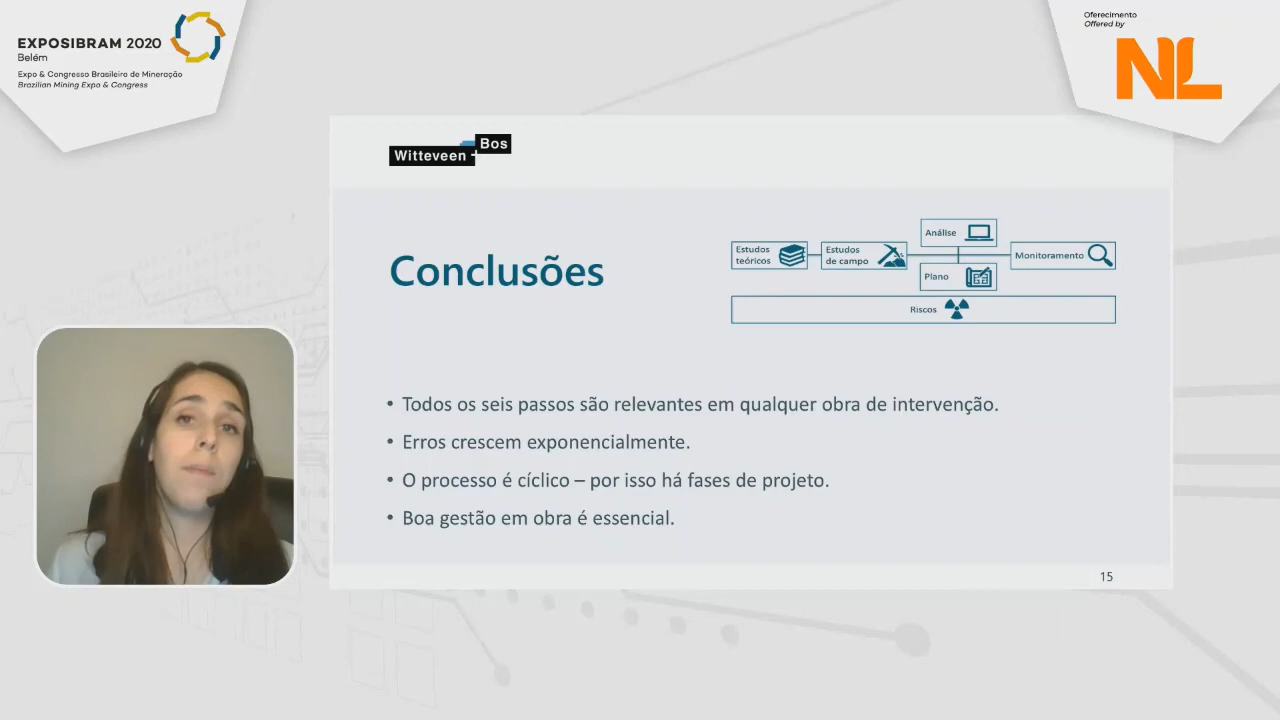 EXPOSIBRAM 2020
Belém
Expo & Congresso Brasileiro de Mineração
Brazilian Mining Expo & Congress
Oferecimento
Offered by
NL
Witteveen + Bos
Conclusões
Estudos
teóricos
Estudos
de campo
Análise
Plano
Monitoramento
Riscos
• Todos os seis passos são relevantes em qualquer obra de intervenção.
• Erros crescem exponencialmente.
• O processo é cíclico – por isso há fases de projeto.
• Boa gestão em obra é essencial.
15